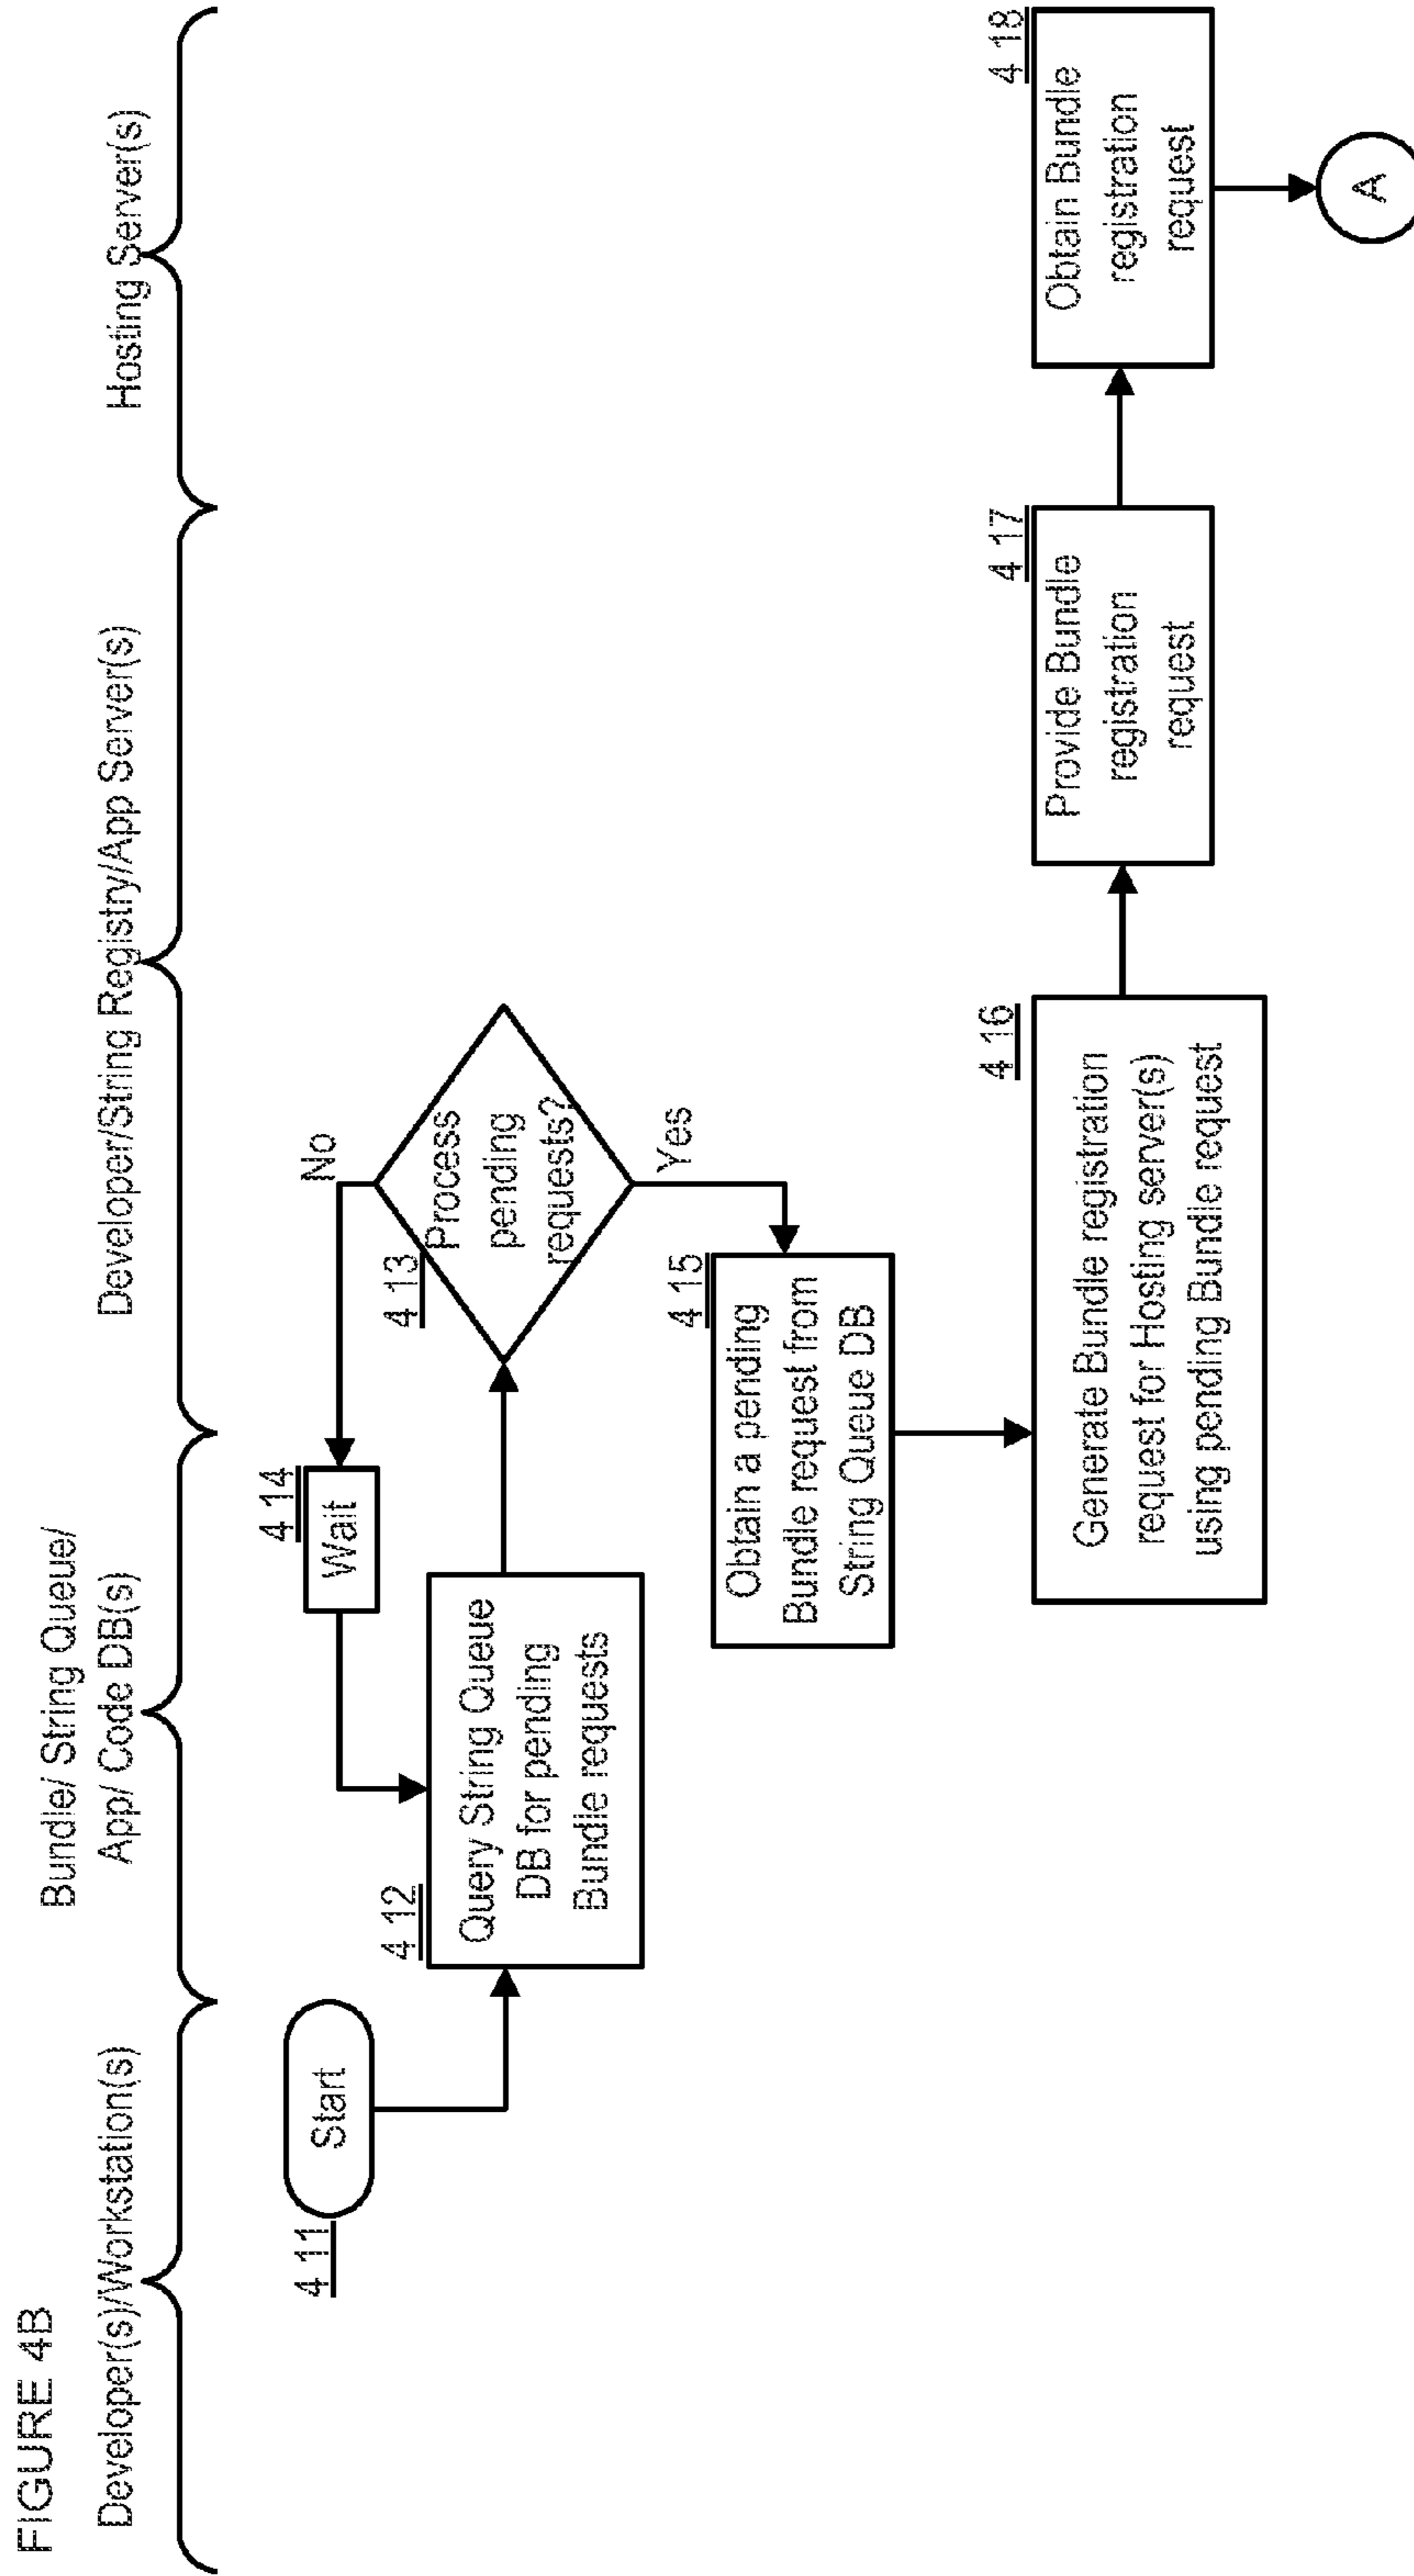 FIGURE 4B
Developer(s)/Workstation(s)
Bundle/ String Queue/
App/ Code DB(s)
Developer/String Registry/App Server(s)
Hosting Server(s)
4 11
Start
4 12
Query String Queue
DB for pending
Bundle requests
4 14
Wait
4 13
Process
pending
requests?
No
Yes
4 15
Obtain a pending
Bundle request from
String Queue DB
4 16
Generate Bundle registration
request for Hosting server(s)
using pending Bundle request
4 17
Provide Bundle
registration
request
4 18
Obtain Bundle
registration
request
A